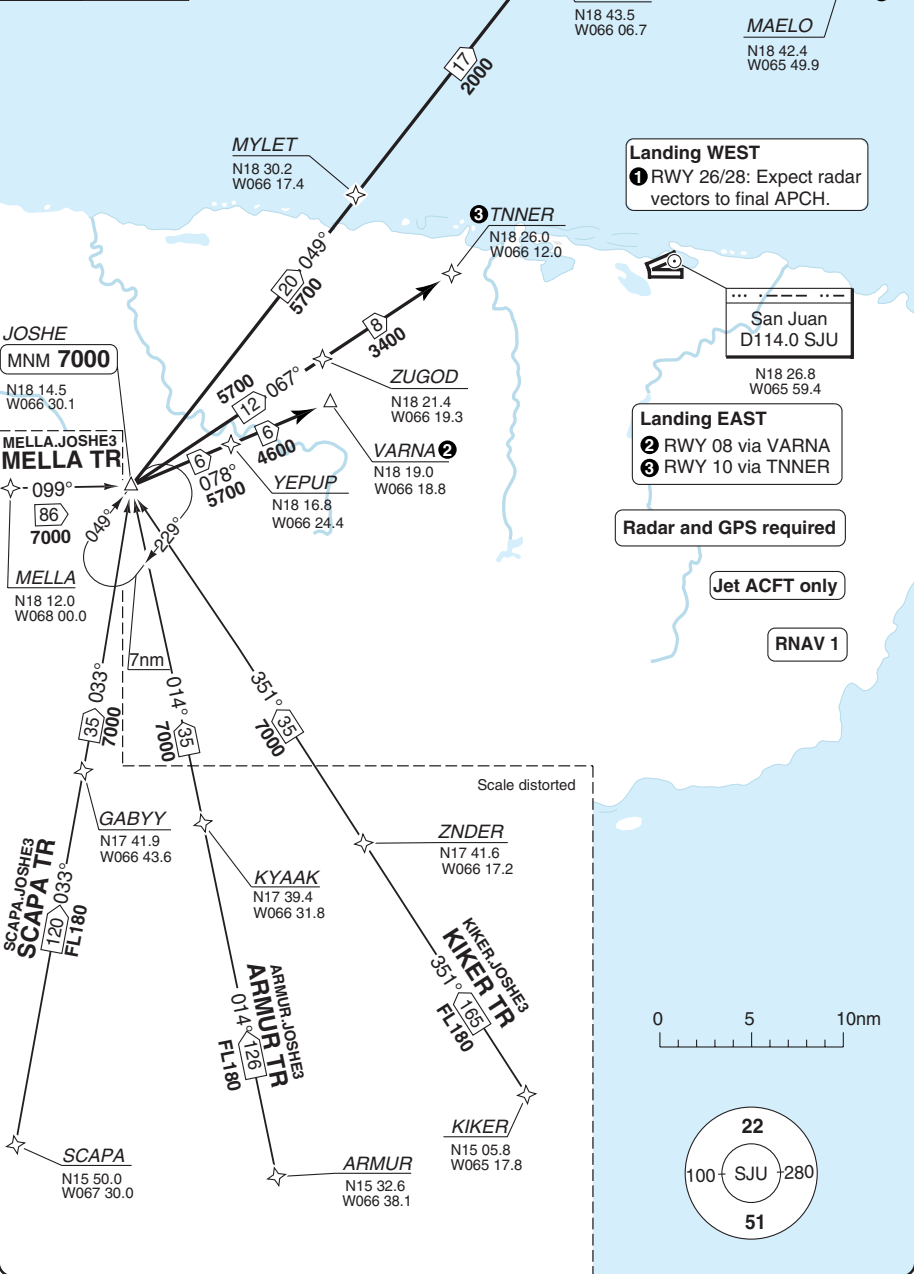 N18 43.5
W066 06.7
MAELO
N18 42.4
W065 49.9
17
2000
MYLET
N18 30.2
W066 17.4
Landing WEST
1 RWY 26/28: Expect radar
vectors to final APCH.
3 TNNER
N18 26.0
W066 12.0
20 049°
5700
8
3400
San Juan
D114.0 SJU
N18 26.8
W065 59.4
JOSHE
MNM 7000
N18 14.5
W066 30.1
5700
12 067°
ZUGOD
N18 21.4
W066 19.3
Landing EAST
2 RWY 08 via VARNA
3 RWY 10 via TNNER
6
4600
VARNA 2
N18 19.0
W066 18.8
MELLA.JOSHE3
MELLA TR
6
078°
5700
YEPUP
N18 16.8
W066 24.4
099°
86
7000
049°
229°
Radar and GPS required
MELLA
N18 12.0
W068 00.0
Jet ACFT only
RNAV 1
7nm
35 033°
7000
014°
35
7000
351°
35
7000
Scale distorted
GABYY
N17 41.9
W066 43.6
KYAAK
N17 39.4
W066 31.8
ZNDER
N17 41.6
W066 17.2
SCAPA.JOSHE3
SCAPA TR
120 033°
FL180
ARMUR.JOSHE3
ARMUR TR
014°
126
FL180
KIKER.JOSHE3
KIKER TR
351°
165
FL180
0 5 10nm
KIKER
N15 05.8
W065 17.8
SCAPA
N15 50.0
W067 30.0
ARMUR
N15 32.6
W066 38.1
22
100 SJU 280
51